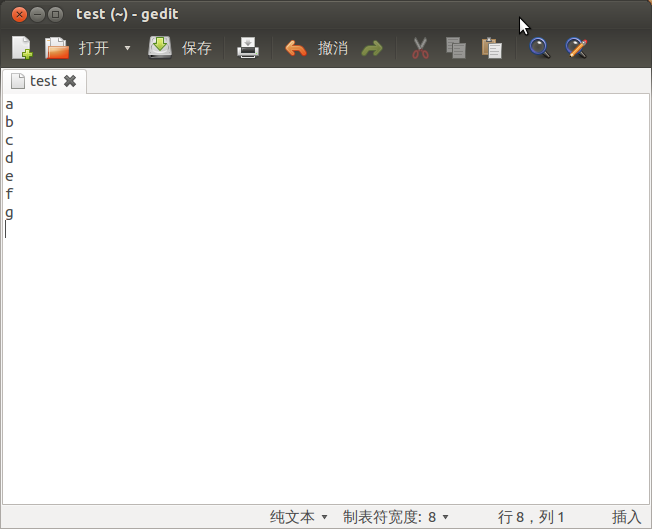 test (~) - gedit
打开 保存 撤消
test
a
b
c
d
e
f
g
纯文本 制表符宽度: 8 行 8，列 1 插入